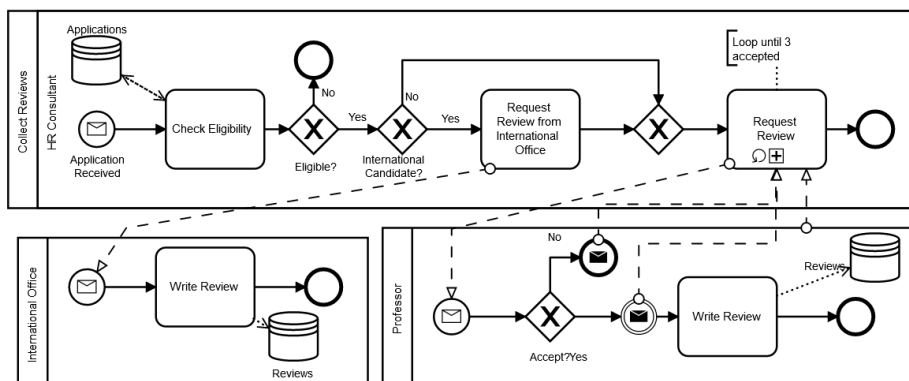 Collect Reviews
HR Consultant
Applications
Application
Received
Check Eligibility
No
Eligible?
Yes
No
International
Candidate?
Yes
Request
Review from
International
Office
Loop until 3
accepted
Request
Review
International Office
Write Review
Reviews
Professor
No
Accept?Yes
Write Review
Reviews